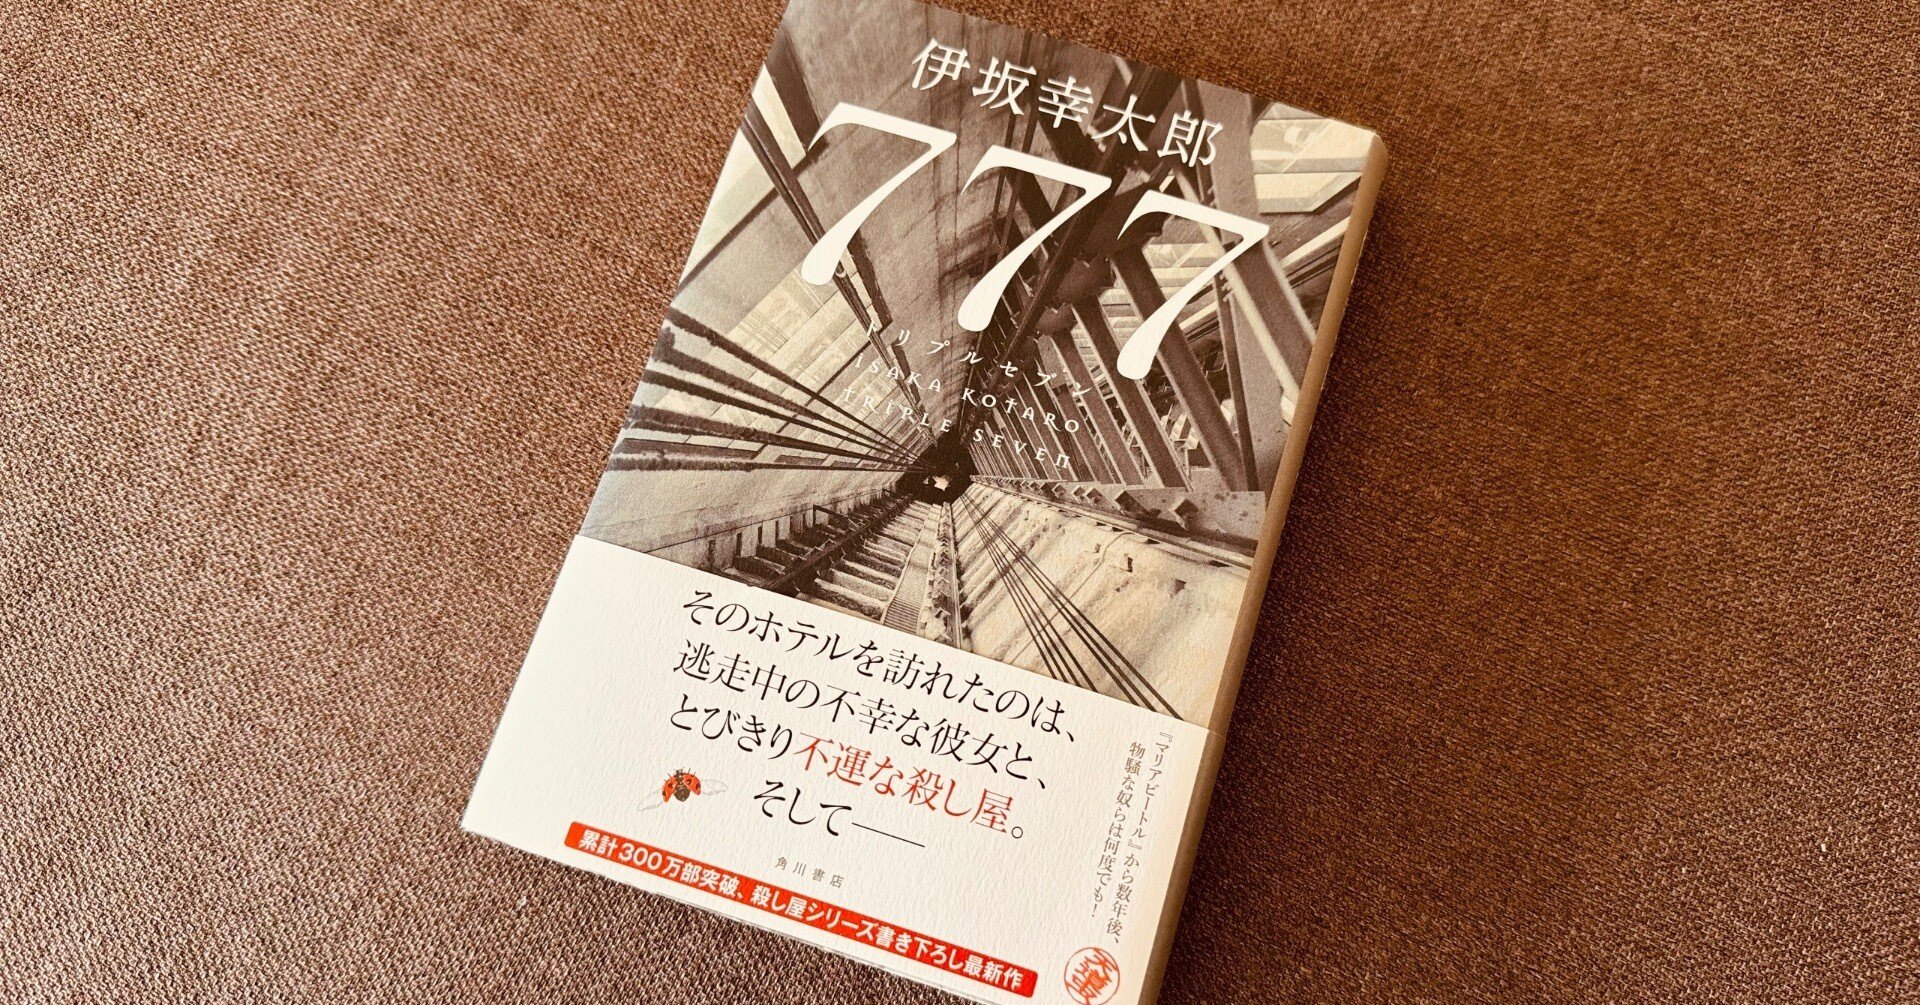 伊坂幸太郎
777
トリプルセブン
ISAKA KOTARO
TRIPLE SEVEN
そのホテルを訪れたのは、
逃走中の不幸な彼女と、
とびきり不運な殺し屋。
そして——
『マリアビートル』から数年後、
物騒な奴らは何度でも!
角川書店
累計300万部突破、殺し屋シリーズ書き下ろし最新作